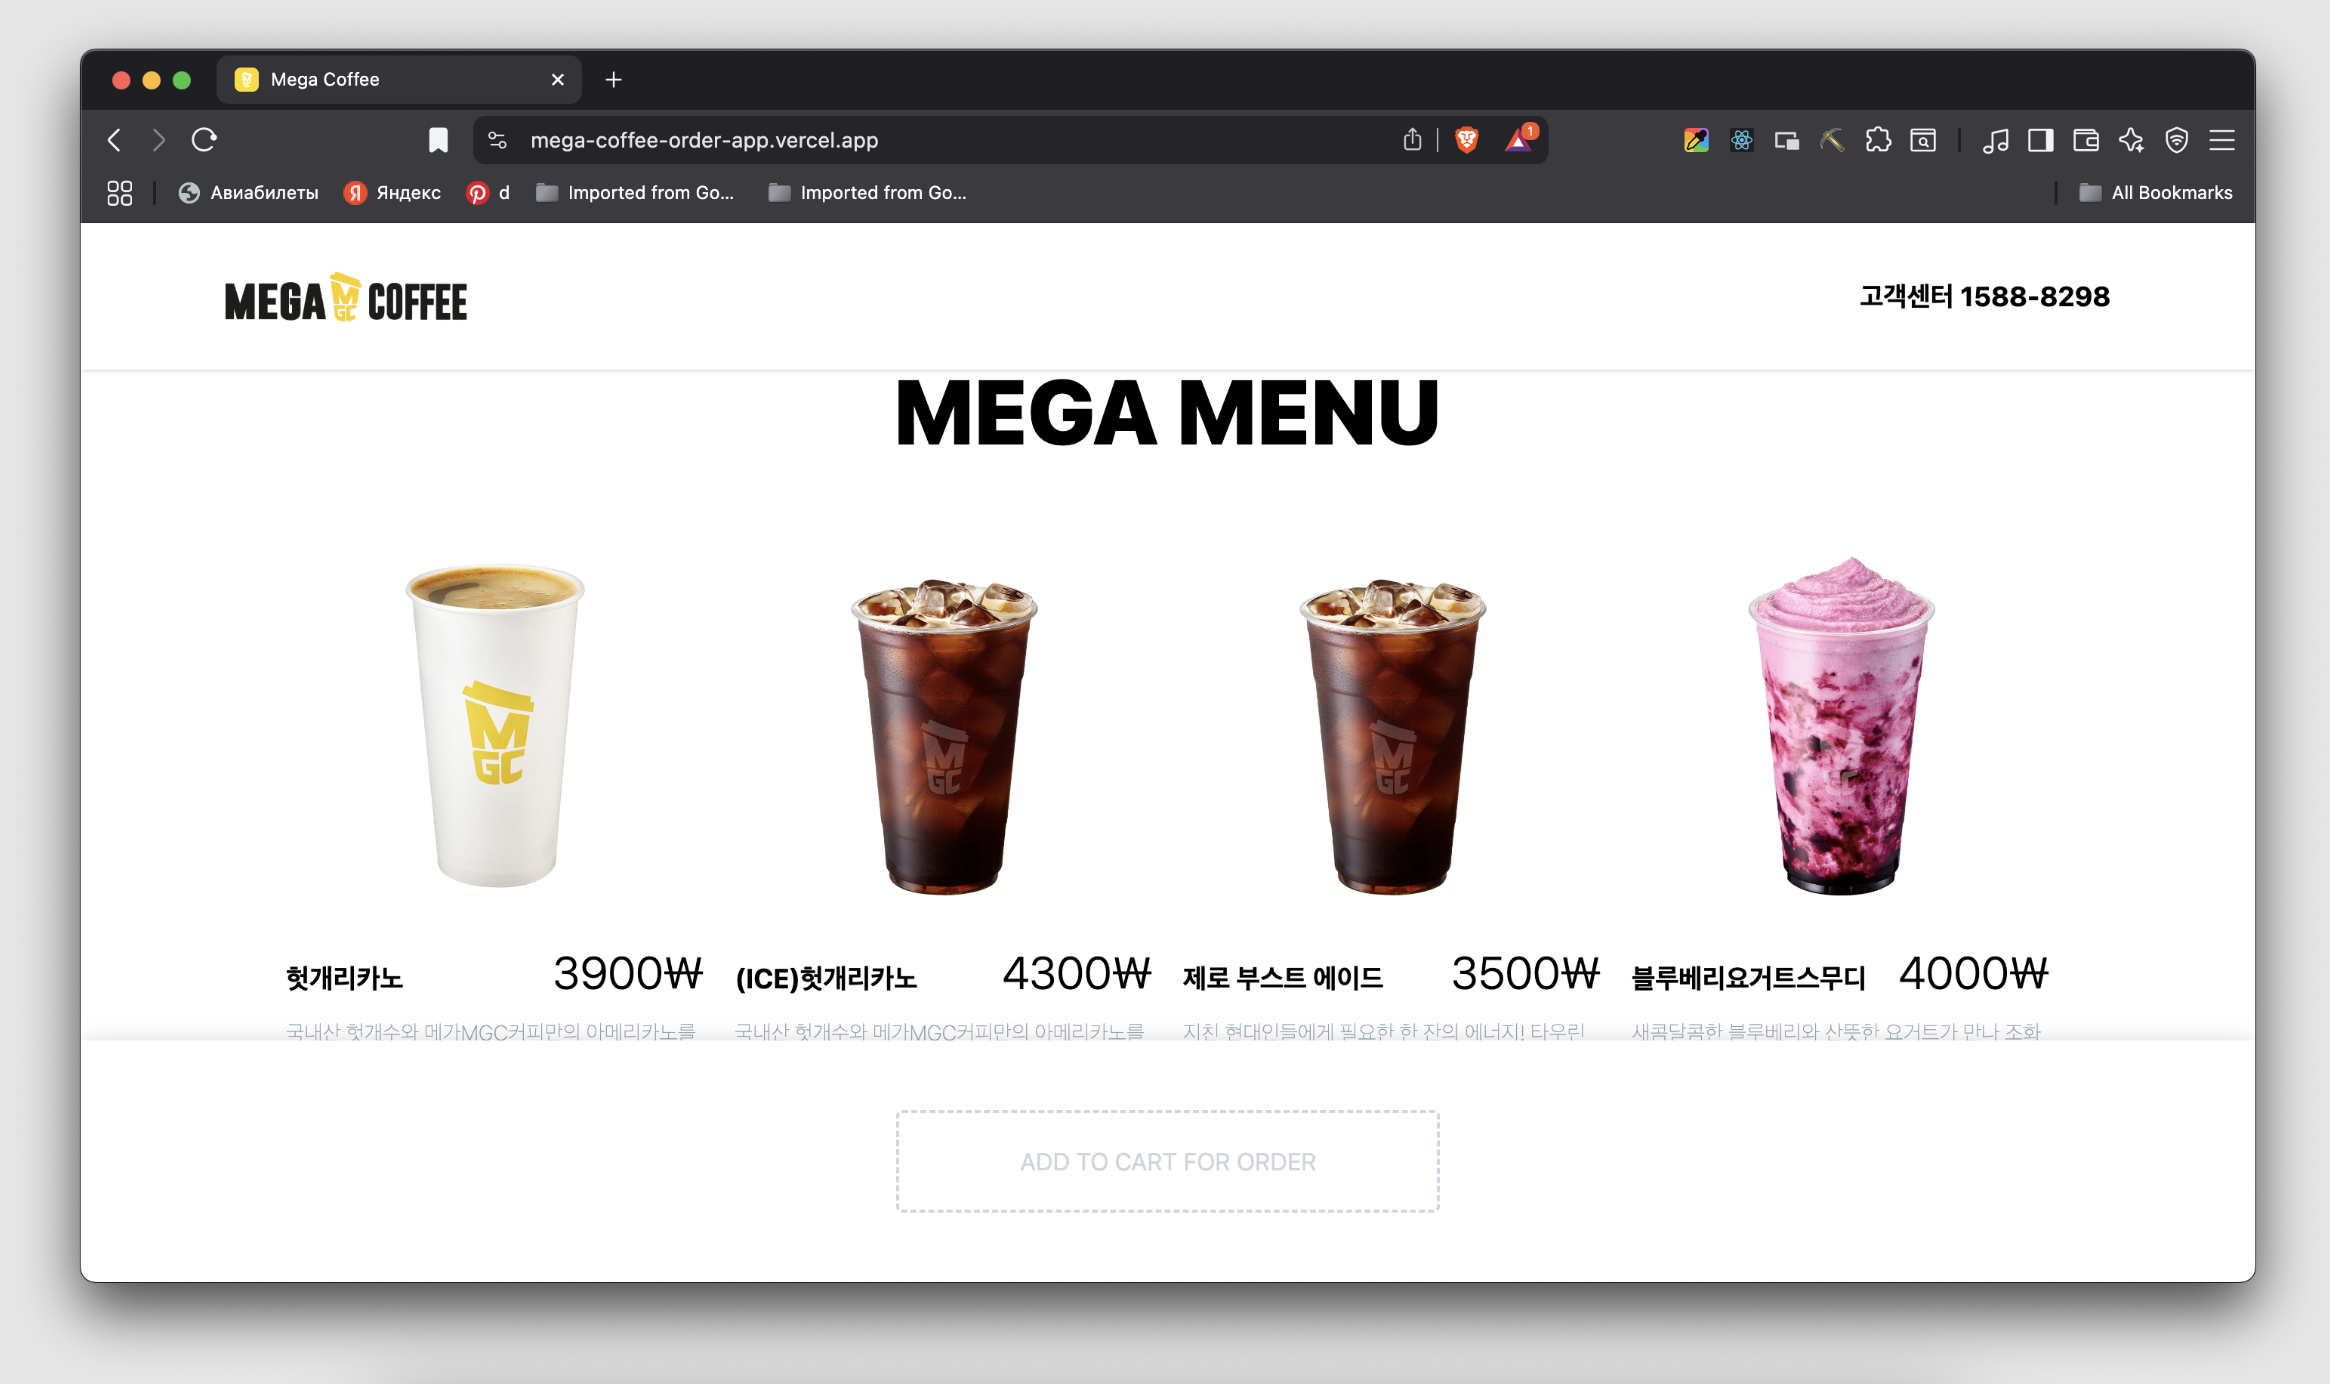 Mega Coffee
mega-coffee-order-app.vercel.app
1
Авиабилеты
Яндекс
d
Imported from Go...
Imported from Go...
All Bookmarks
MEGA MGC COFFEE
고객센터 1588-8298
MEGA MENU
MGC
MGC
MGC
GC
헛개리카노 3900₩
(ICE)헛개리카노 4300₩
제로 부스트 에이드 3500₩
블루베리요거트스무디 4000₩
국내산 헛개수와 메가MGC커피만의 아메리카노를
국내산 헛개수와 메가MGC커피만의 아메리카노를
지친 현대인들에게 필요한 한 잔의 에너지! 타우린
새콤달콤한 블루베리와 산뜻한 요거트가 만나 조화
ADD TO CART FOR ORDER